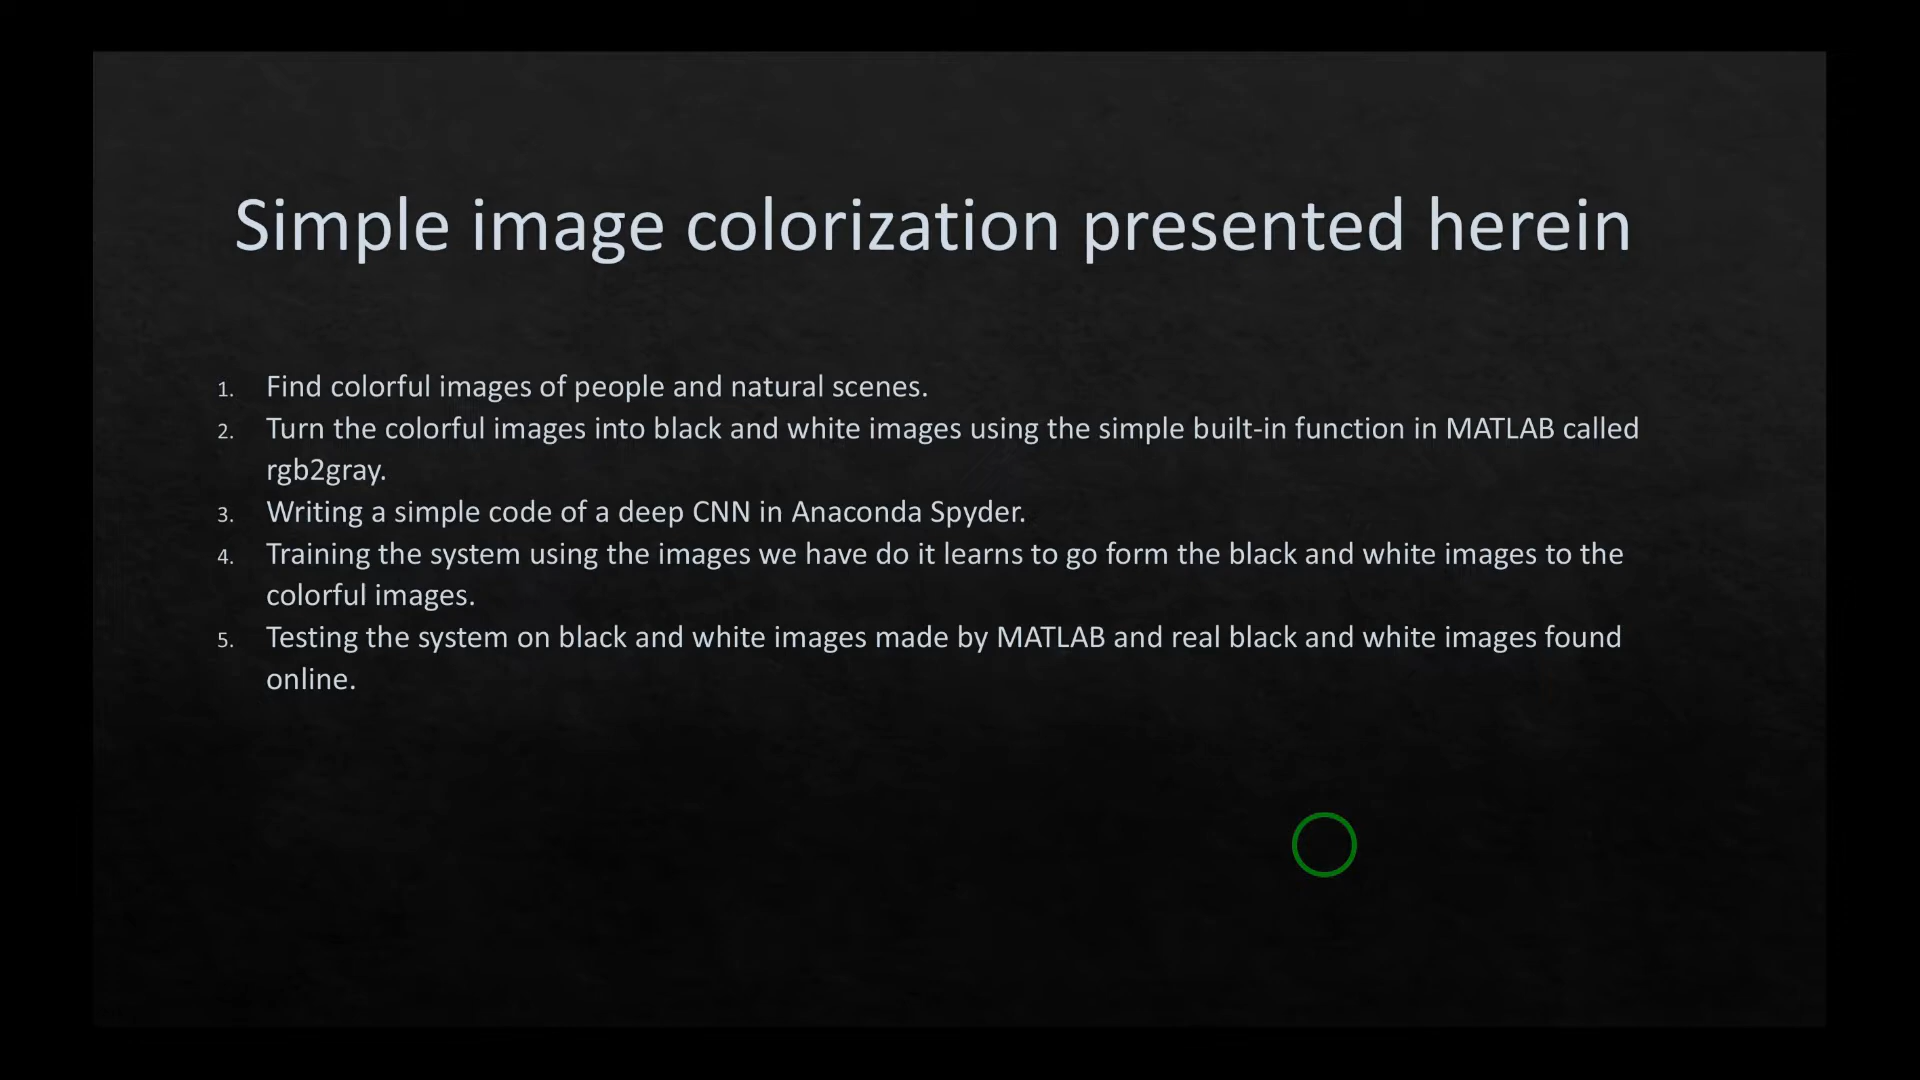 Simple image colorization presented herein
1. Find colorful images of people and natural scenes.
2. Turn the colorful images into black and white images using the simple built-in function in MATLAB called
rgb2gray.
3. Writing a simple code of a deep CNN in Anaconda Spyder.
4. Training the system using the images we have do it learns to go form the black and white images to the
colorful images.
5. Testing the system on black and white images made by MATLAB and real black and white images found
online.